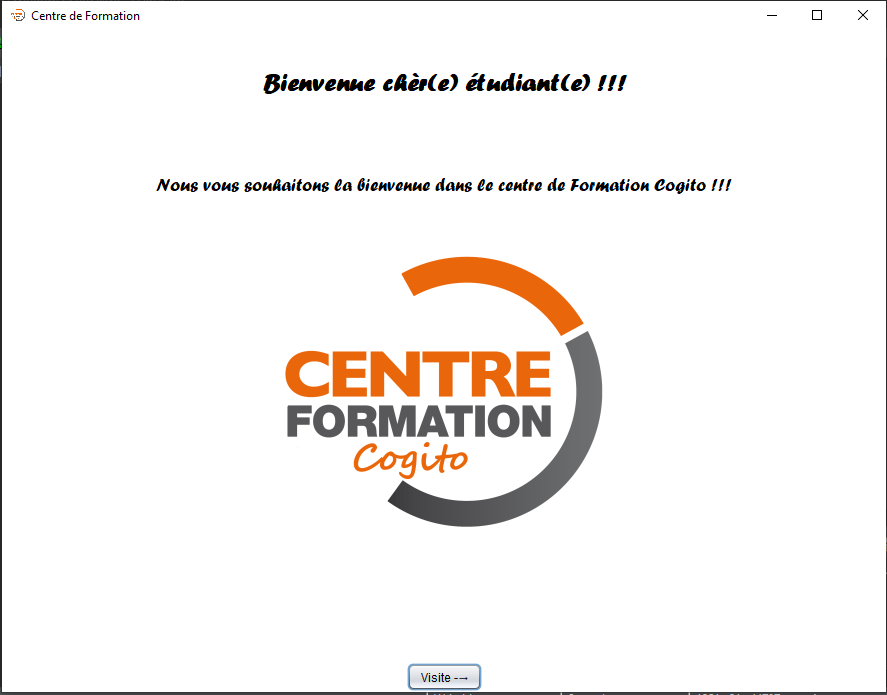 Centre de Formation
Bienvenue chèr(e) étudiant(e) !!!
Nous vous souhaitons la bienvenue dans le centre de Formation Cogito !!!
CENTRE
FORMATION
Cogito
Visite -→